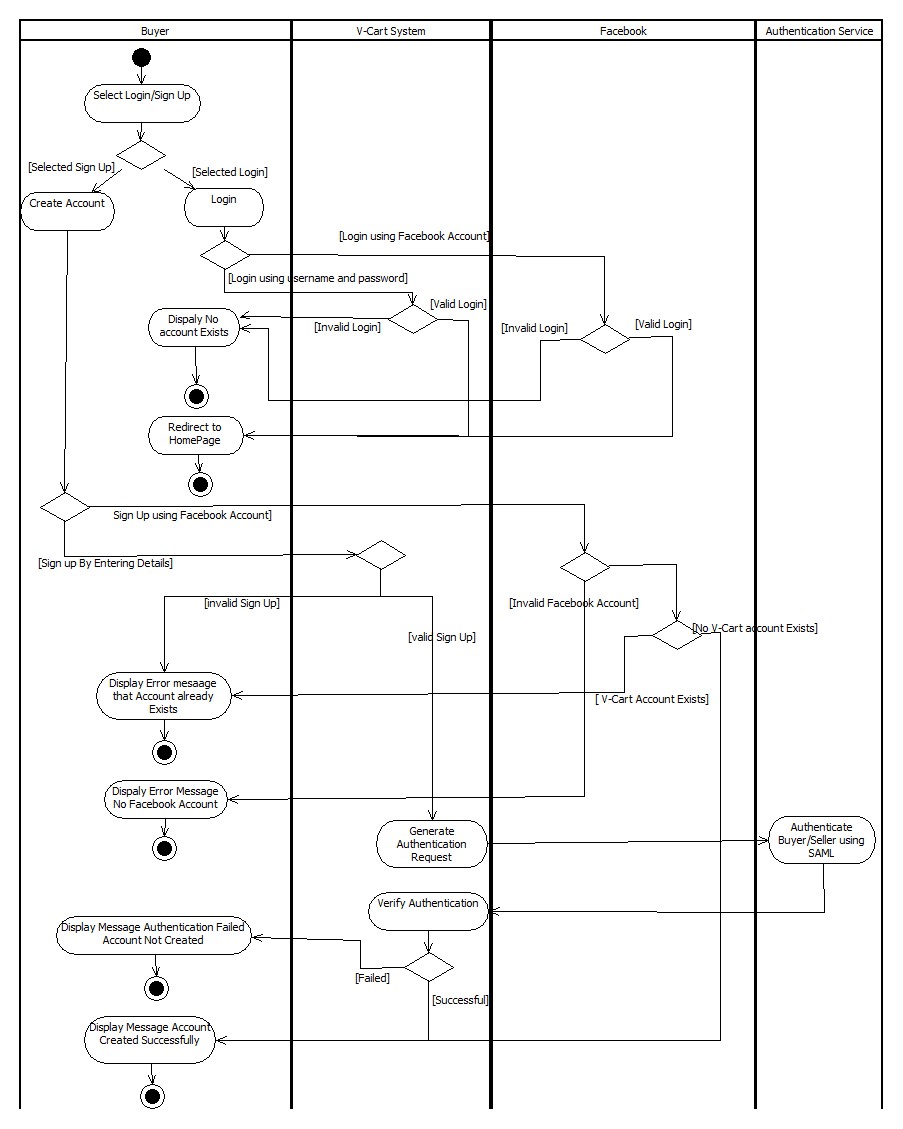 Buyer
V-Cart System
Facebook
Authentication Service
Select Login/Sign Up
[Selected Sign Up]
[Selected Login]
Create Account
Login
[Login using Facebook Account]
[Login using username and password]
[Valid Login]
Dispaly No
account Exists
[Invalid Login]
[Invalid Login]
[Valid Login]
Redirect to
HomePage
Sign Up using Facebook Account]
[Sign up By Entering Details]
[invalid Sign Up]
[Invalid Facebook Account]
[valid Sign Up]
[No V-Cart account Exists]
Display Error mesaage
that Account already
Exists
[ V-Cart Account Exists]
Dispaly Error Message
No Facebook Account
Generate
Authentication
Request
Authenticate
Buyer/Seller using
SAML
Verify Authentication
Display Message Authentication Failed
Account Not Created
[Failed]
[Successful]
Display Message Account
Created Successfully